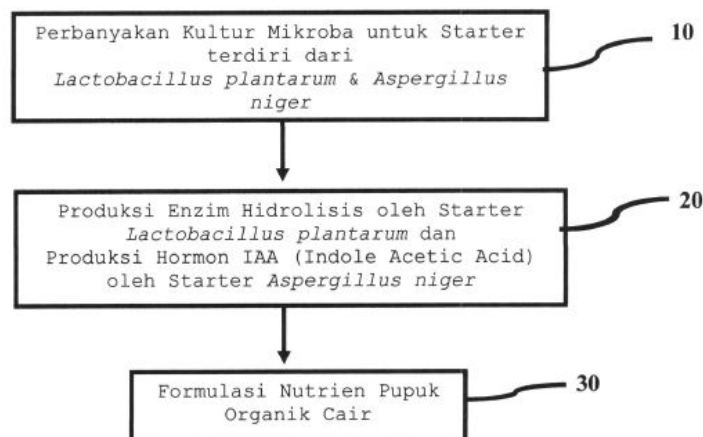 Perbanyakan Kultur Mikroba untuk Starter
terdiri dari
Lactobacillus plantarum & Aspergillus
niger
10
Produksi Enzim Hidrolisis oleh Starter
Lactobacillus plantarum dan
Produksi Hormon IAA (Indole Acetic Acid)
oleh Starter Aspergillus niger
20
Formulasi Nutrien Pupuk
Organik Cair
30